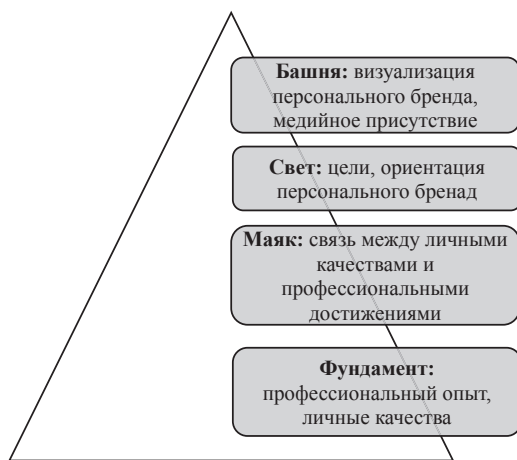 Башня: визуализация
персонального бренда,
медийное присутствие
Свет: цели, ориентация
персонального бренад
Маяк: связь между личными
качествами и
профессиональными
достижениями
Фундамент:
профессиональный опыт,
личные качества